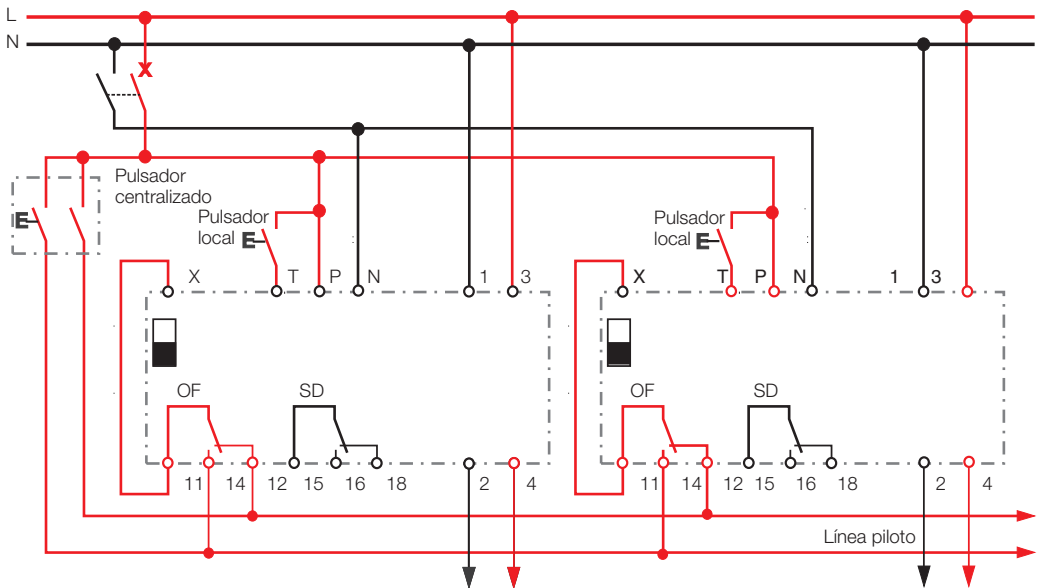 L
N
Pulsador
centralizado
Pulsador
local E
Pulsador
local E
E
X T P N 1 3
X T P N 1 3
OF SD
OF SD
11 14 12 15 16 18 2 4
11 14 12 15 16 18 2 4
Línea piloto